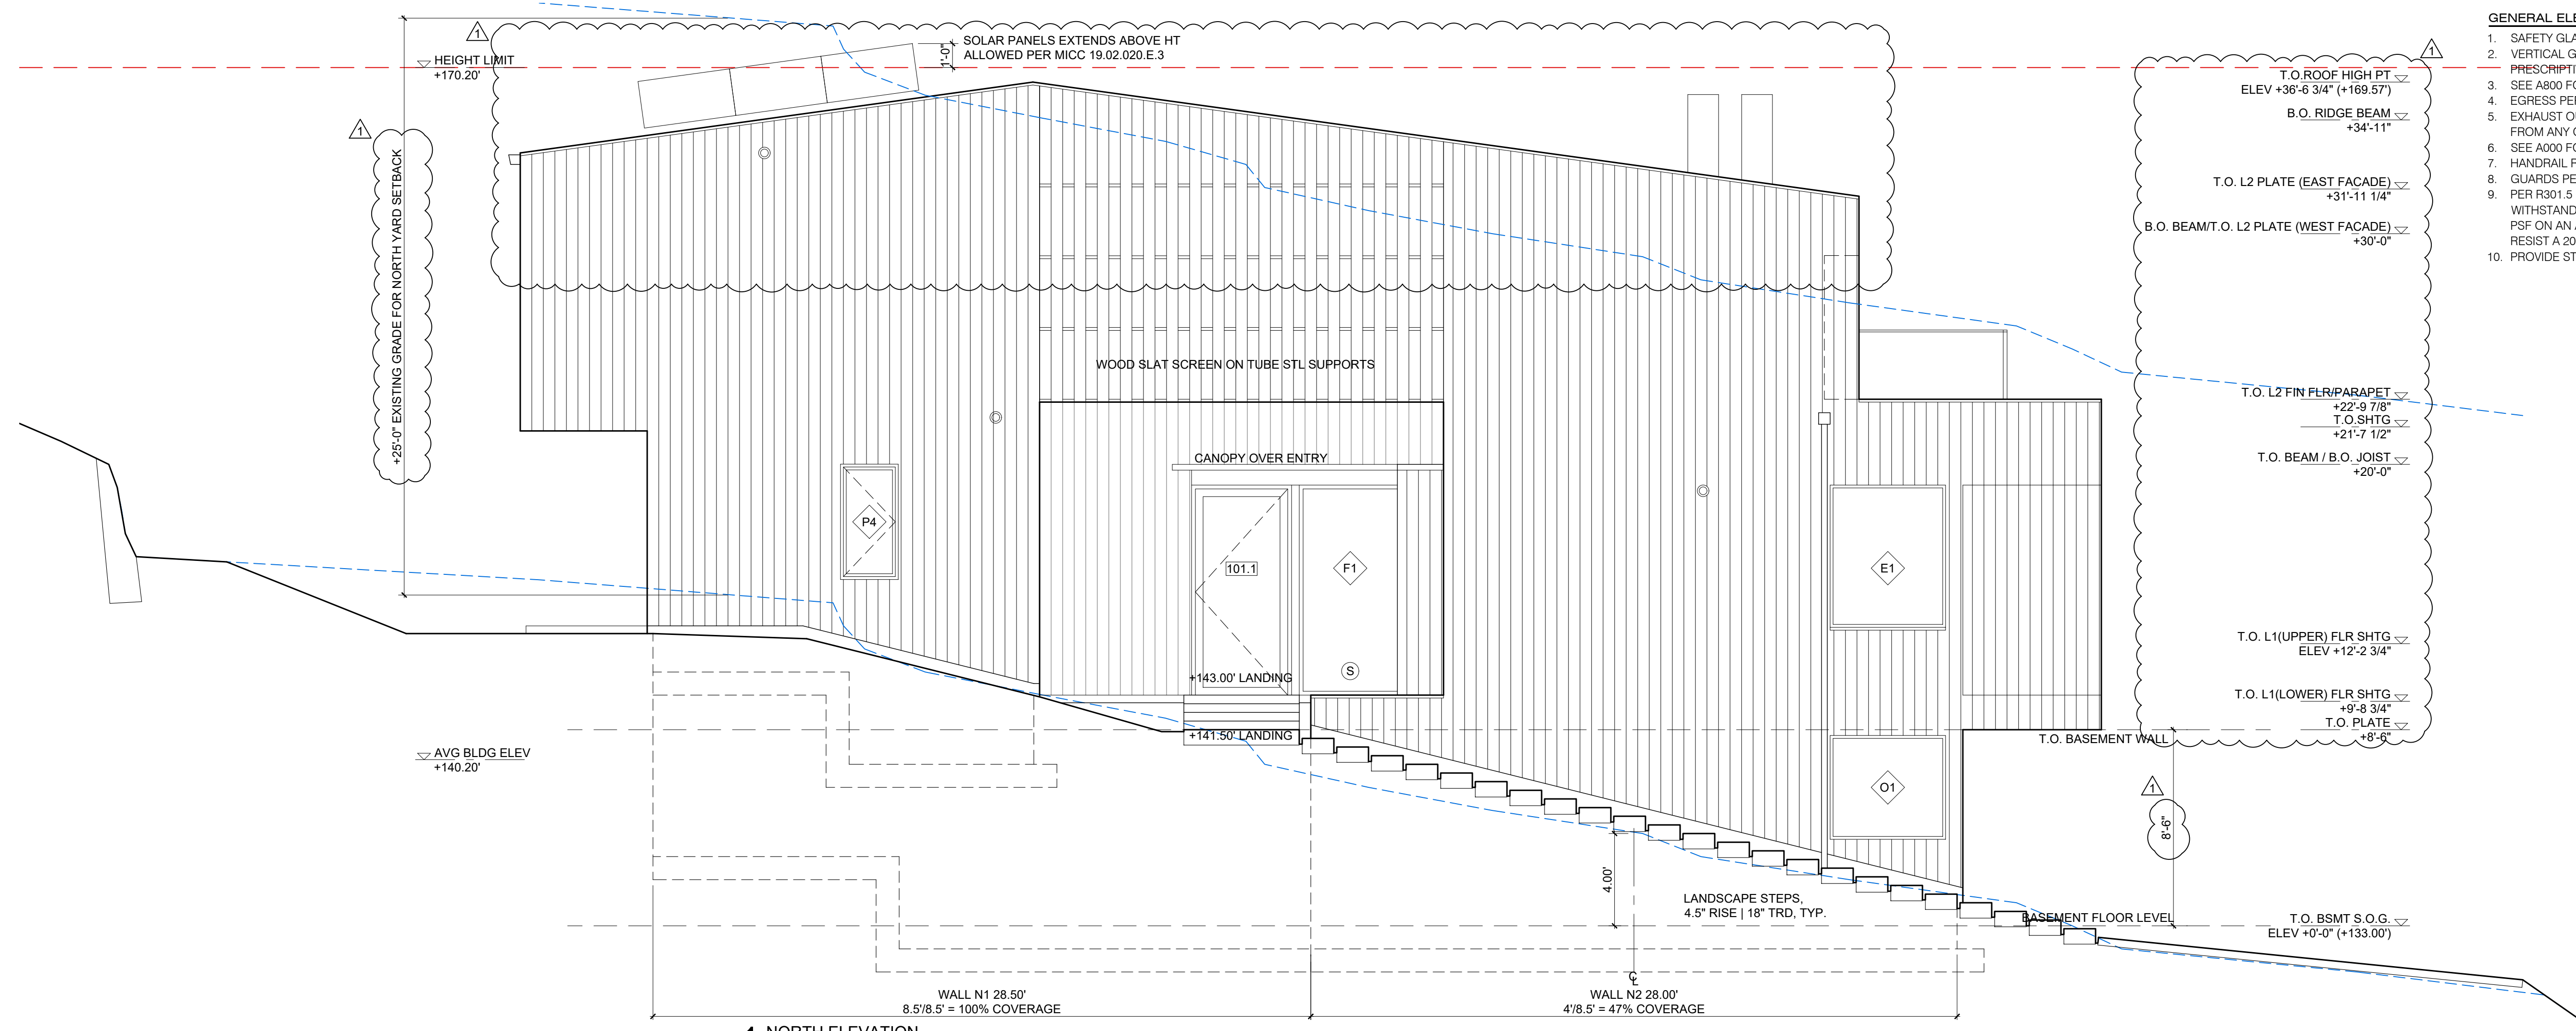 1
HEIGHT LIMIT
+170.20'
1'-0"
SOLAR PANELS EXTENDS ABOVE HT
ALLOWED PER MICC 19.02.020.E.3
1
+25'-0" EXISTING GRADE FOR NORTH YARD SETBACK
WOOD SLAT SCREEN ON TUBE STL SUPPORTS
CANOPY OVER ENTRY
P4
101.1
F1
E1
S
+143.00' LANDING
+141.50' LANDING
O1
AVG BLDG ELEV
+140.20'
4.00'
LANDSCAPE STEPS,
4.5" RISE | 18" TRD, TYP.
WALL N1 28.50'
8.5'/8.5' = 100% COVERAGE
WALL N2 28.00'
4'/8.5' = 47% COVERAGE
1
T.O.ROOF HIGH PT
ELEV +36'-6 3/4" (+169.57')
B.O. RIDGE BEAM
+34'-11"
T.O. L2 PLATE (EAST FACADE)
+31'-11 1/4"
B.O. BEAM/T.O. L2 PLATE (WEST FACADE)
+30'-0"
T.O. L2 FIN FLR/PARAPET
+22'-9 7/8"
T.O.SHTG
+21'-7 1/2"
T.O. BEAM / B.O. JOIST
+20'-0"
T.O. L1(UPPER) FLR SHTG
ELEV +12'-2 3/4"
T.O. L1(LOWER) FLR SHTG
+9'-8 3/4"
T.O. PLATE
+8'-6"
T.O. BASEMENT WALL
1
8'-6"
BASEMENT FLOOR LEVEL
T.O. BSMT S.O.G.
ELEV +0'-0" (+133.00')
GENERAL
1. SAFETY
2. VERTICAL
3. SEE A800
4. EGRESS
5. EXHAUST
FROM ANY
6. SEE A000
7. HANDRAIL
8. GUARDS
9. PER R301.5
WITHSTAND
PSF ON AN
RESIST A
10. PROVIDE
NORTH ELEVATION